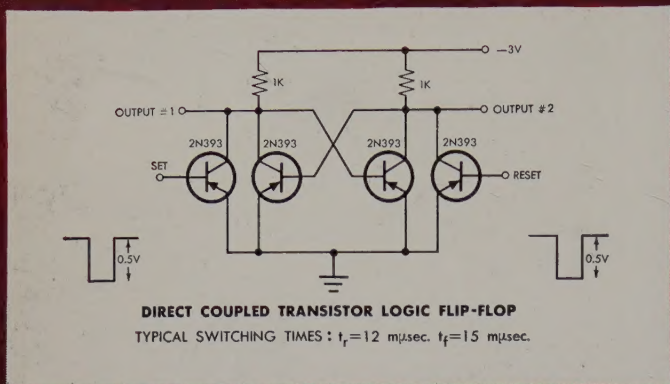 —3V
1K
1K
OUTPUT #1
OUTPUT #2
2N393
2N393
2N393
2N393
SET
RESET
0.5V
0.5V
DIRECT COUPLED TRANSISTOR LOGIC FLIP-FLOP
TYPICAL SWITCHING TIMES: tr=12 mµsec. tf=15 mµsec.